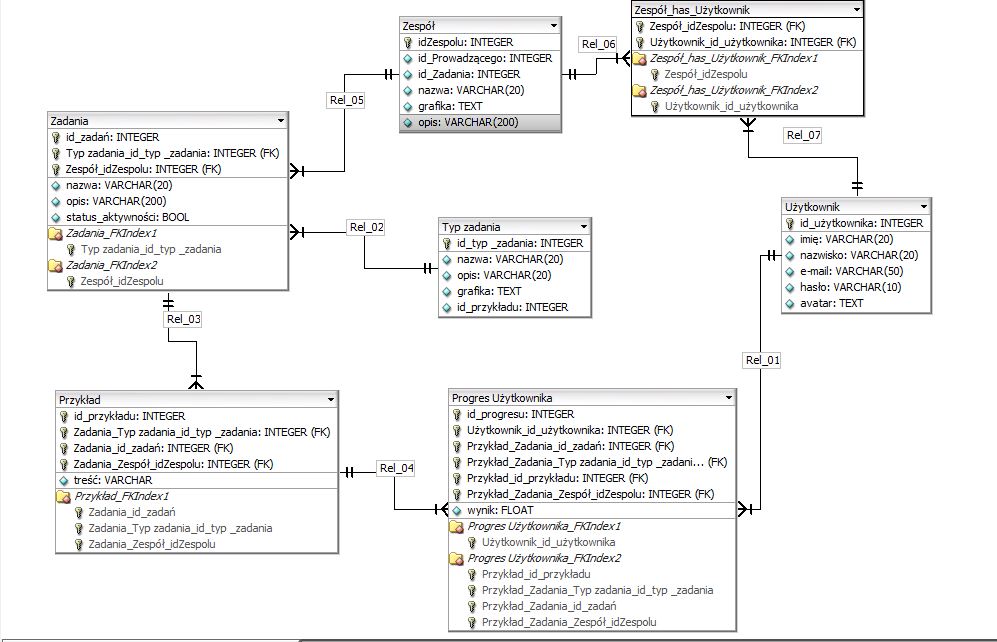 Zespół
idZespolu: INTEGER
id_Prowadzącego: INTEGER
id_Zadania: INTEGER
nazwa: VARCHAR(20)
grafika: TEXT
opis: VARCHAR(200)
Zespół_has_Użytkownik
Zespół_idZespolu: INTEGER (FK)
Użytkownik_id_użytkownika: INTEGER (FK)
Zespół_has_Użytkownik_FKIndex1
Zespół_idZespolu
Zespół_has_Użytkownik_FKIndex2
Użytkownik_id_użytkownika
Rel_06
Rel_05
Rel_07
Zadania
id_zadań: INTEGER
Typ zadania_id_typ _zadania: INTEGER (FK)
Zespół_idZespolu: INTEGER (FK)
nazwa: VARCHAR(20)
opis: VARCHAR(200)
status_aktywności: BOOL
Zadania_FKIndex1
Typ zadania_id_typ _zadania
Zadania_FKIndex2
Zespół_idZespolu
Rel_02
Typ zadania
id_typ _zadania: INTEGER
nazwa: VARCHAR(20)
opis: VARCHAR(20)
grafika: TEXT
id_przykładu: INTEGER
Użytkownik
id_użytkownika: INTEGER
imię: VARCHAR(20)
nazwisko: VARCHAR(20)
e-mail: VARCHAR(50)
hasło: VARCHAR(10)
avatar: TEXT
Rel_03
Rel_01
Przykład
id_przykładu: INTEGER
Zadania_Typ zadania_id_typ _zadania: INTEGER (FK)
Zadania_id_zadań: INTEGER (FK)
Zadania_Zespół_idZespolu: INTEGER (FK)
treść: VARCHAR
Przykład_FKIndex1
Zadania_id_zadań
Zadania_Typ zadania_id_typ _zadania
Zadania_Zespół_idZespolu
Rel_04
Progres Użytkownika
id_progresu: INTEGER
Użytkownik_id_użytkownika: INTEGER (FK)
Przykład_Zadania_id_zadań: INTEGER (FK)
Przykład_Zadania_Typ zadania_id_typ _zadani... (FK)
Przykład_id_przykładu: INTEGER (FK)
Przykład_Zadania_Zespół_idZespolu: INTEGER (FK)
wynik: FLOAT
Progres Użytkownika_FKIndex1
Użytkownik_id_użytkownika
Progres Użytkownika_FKIndex2
Przykład_id_przykładu
Przykład_Zadania_Typ zadania_id_typ _zadania
Przykład_Zadania_id_zadań
Przykład_Zadania_Zespół_idZespolu